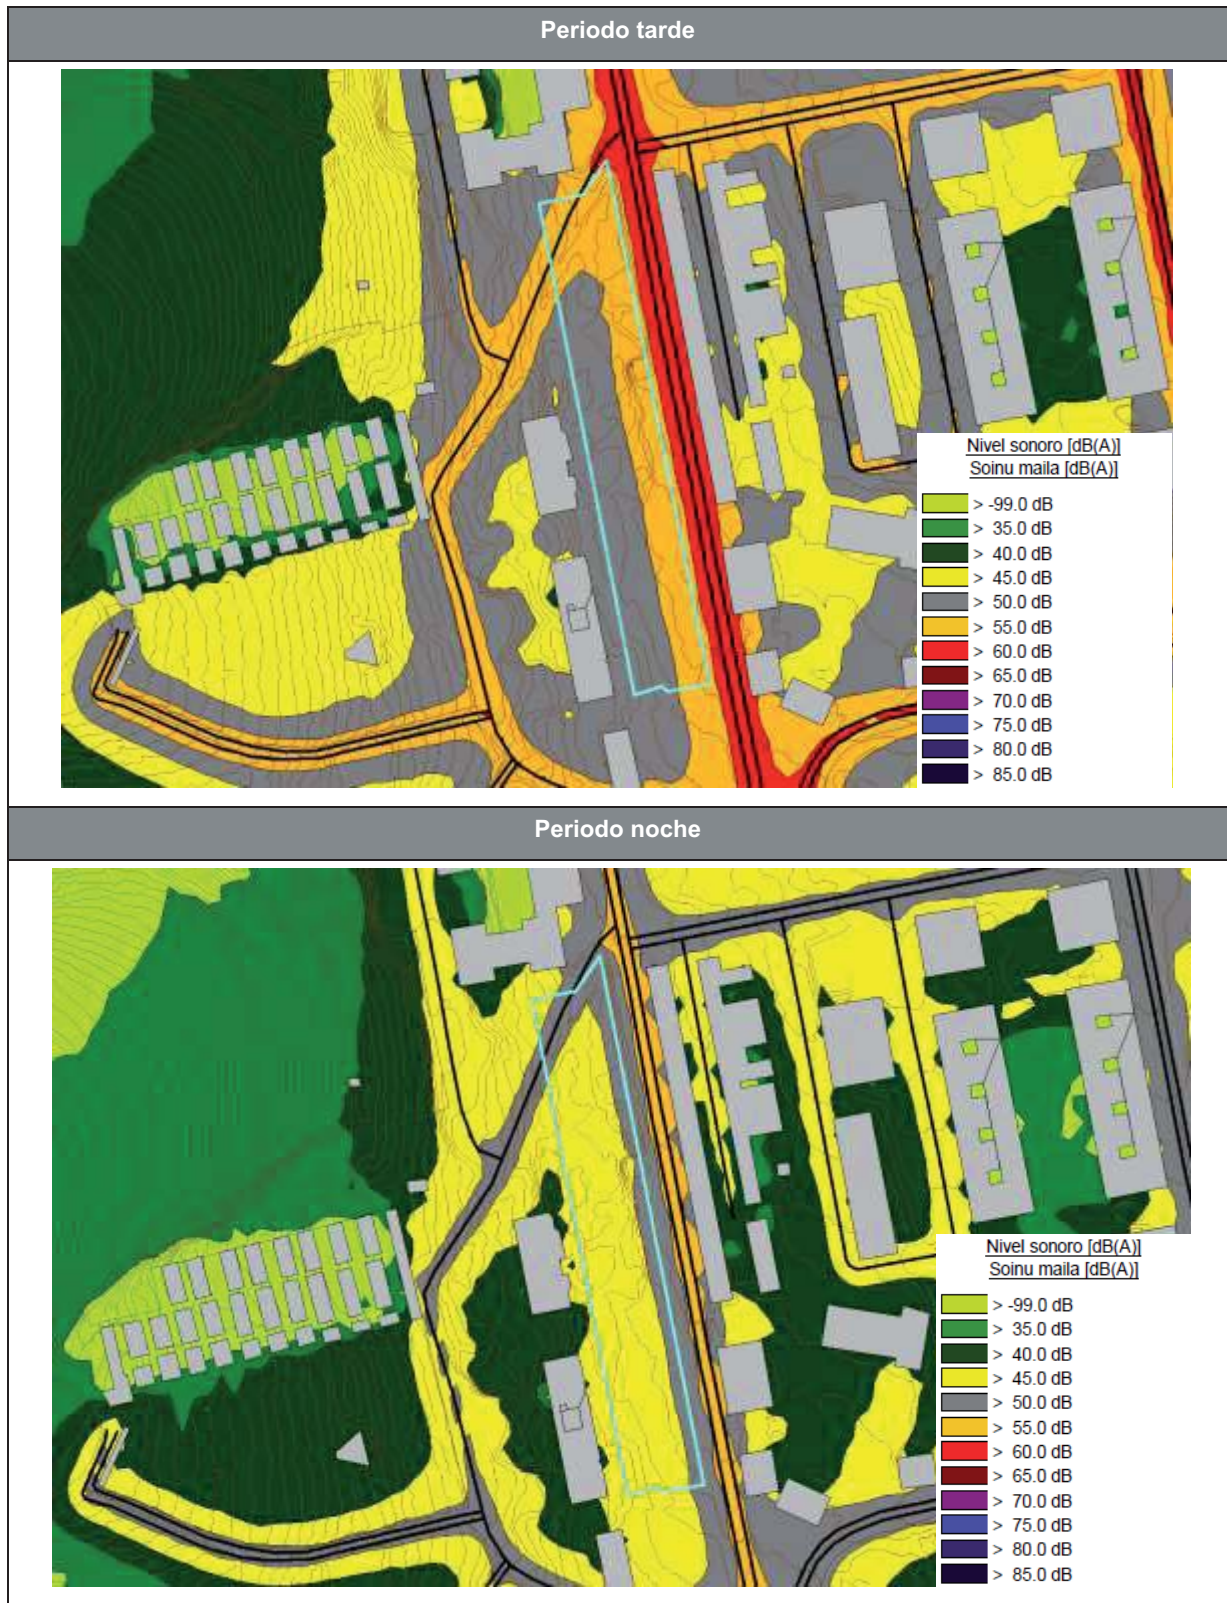 Periodo tarde
Nivel sonoro [dB(A)]
Soinu maila [dB(A)]
> -99.0 dB
> 35.0 dB
> 40.0 dB
> 45.0 dB
> 50.0 dB
> 55.0 dB
> 60.0 dB
> 65.0 dB
> 70.0 dB
> 75.0 dB
> 80.0 dB
> 85.0 dB
Periodo noche
Nivel sonoro [dB(A)]
Soinu maila [dB(A)]
> -99.0 dB
> 35.0 dB
> 40.0 dB
> 45.0 dB
> 50.0 dB
> 55.0 dB
> 60.0 dB
> 65.0 dB
> 70.0 dB
> 75.0 dB
> 80.0 dB
> 85.0 dB